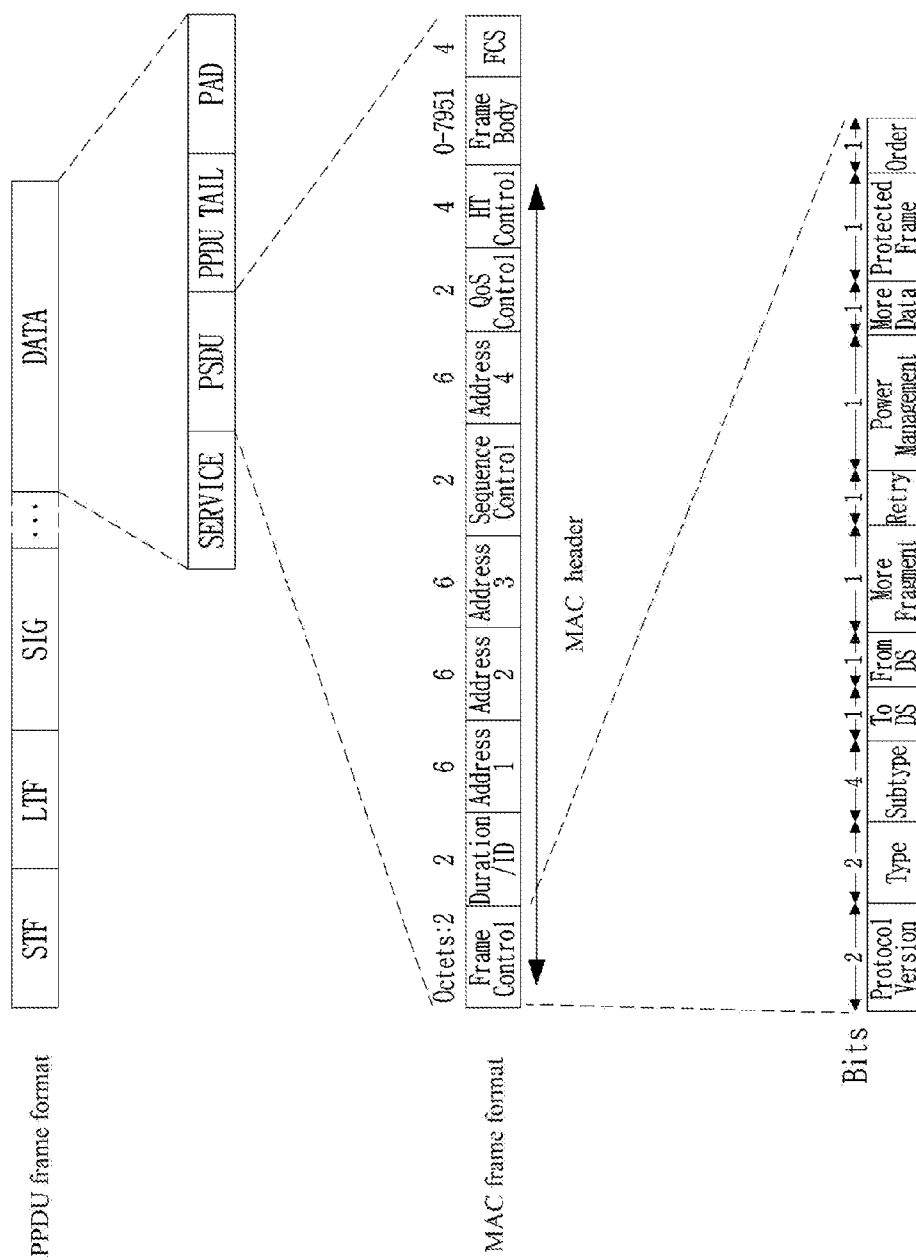 PPDU frame format
STF
LTF
SIG
...
DATA
SERVICE
PSDU
PPDU TAIL
PAD
MAC frame format
Octets:2
2
6
6
6
2
6
2
4
0-7951
4
Frame
Control
Duration
/ID
Address
1
Address
2
Address
3
Sequence
Control
Address
4
QoS
Control
HT
Control
Frame
Body
FCS
MAC header
Bits
2
2
4
1
1
1
1
1
1
1
1
Protocol
Version
Type
Subtype
To
DS
From
DS
More
Fragment
Retry
Power
Management
More
Data
Protected
Frame
Order